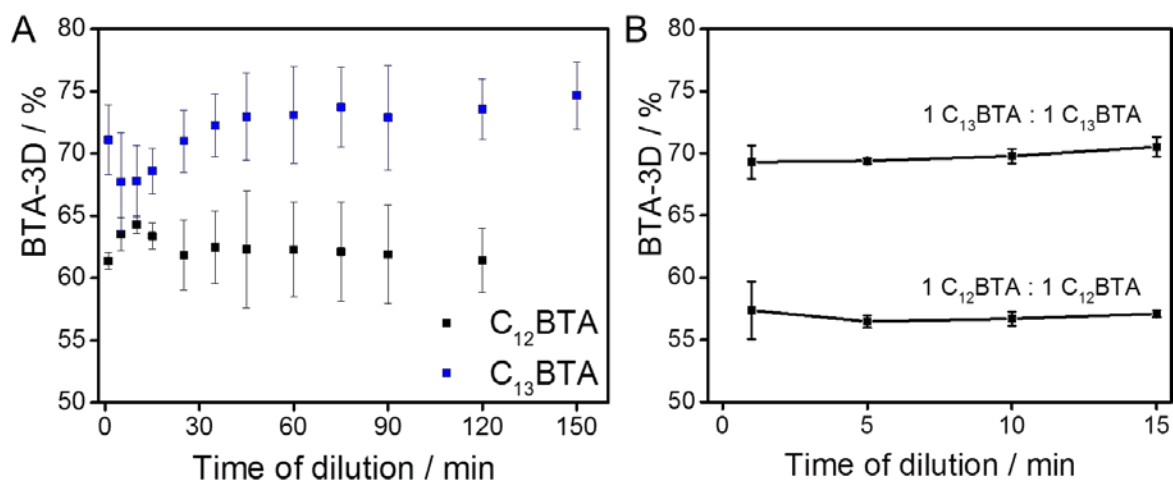 A
B
BTA-3D / %
80
75
70
65
60
55
50
C₁₂BTA
C₁₃BTA
0 30 60 90 120 150
Time of dilution / min
BTA-3D / %
80
75
70
65
60
55
50
1 C₁₃BTA : 1 C₁₃BTA
1 C₁₂BTA : 1 C₁₂BTA
0 5 10 15
Time of dilution / min